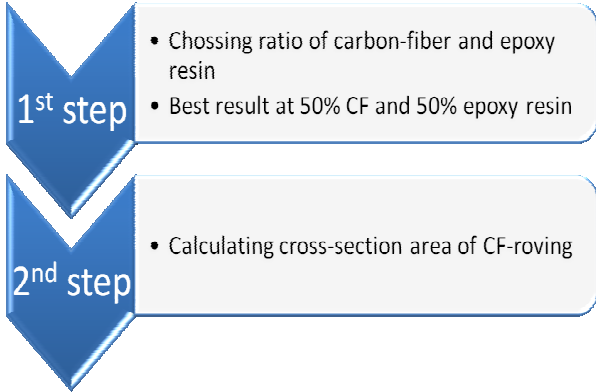 1st step
• Chossing ratio of carbon-fiber and epoxy
resin
• Best result at 50% CF and 50% epoxy resin
2nd step
• Calculating cross-section area of CF-roving